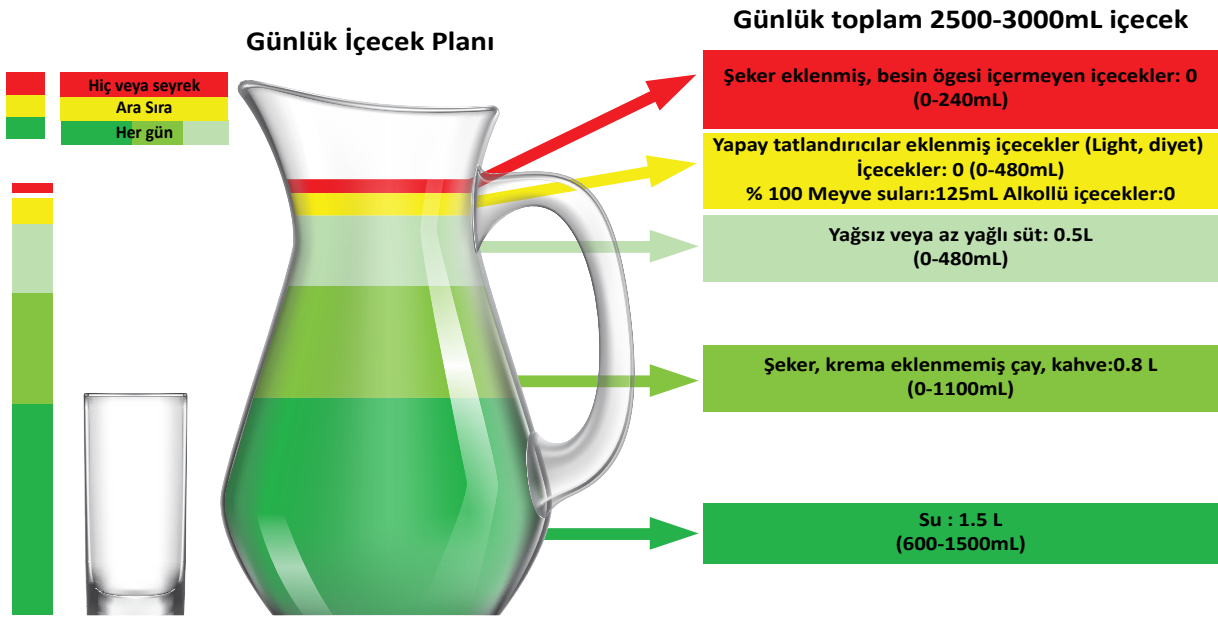 Günlük İçecek Planı
Hiç veya seyrek
Ara Sıra
Her gün
Günlük toplam 2500-3000mL içecek
Şeker eklenmiş, besin ögesi içermeyen içecekler: 0
(0-240mL)
Yapay tatlandırıcılar eklenmiş içecekler (Light, diyet)
İçecekler: 0 (0-480mL)
% 100 Meyve suları:125mL Alkollü içecekler:0
Yağsız veya az yağlı süt: 0.5L
(0-480mL)
Şeker, krema eklenmemiş çay, kahve:0.8 L
(0-1100mL)
Su : 1.5 L
(600-1500mL)